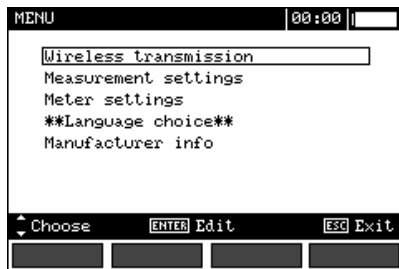 MENU 00:00
Wireless transmission
Measurement settings
Meter settings
**Language choice**
Manufacturer info
Choose ENTER Edit ESC Exit